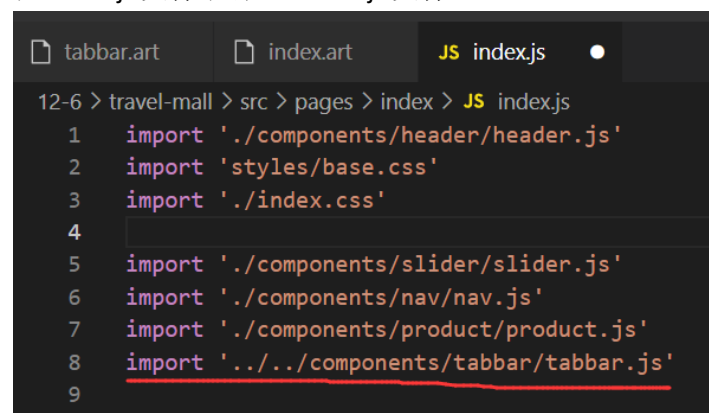 tabbar.art index.art JS index.js
12-6 > travel-mall > src > pages > index > JS index.js
1 import './components/header/header.js'
2 import 'styles/base.css'
3 import './index.css'
4
5 import './components/slider/slider.js'
6 import './components/nav/nav.js'
7 import './components/product/product.js'
8 import '../../components/tabbar/tabbar.js'
9